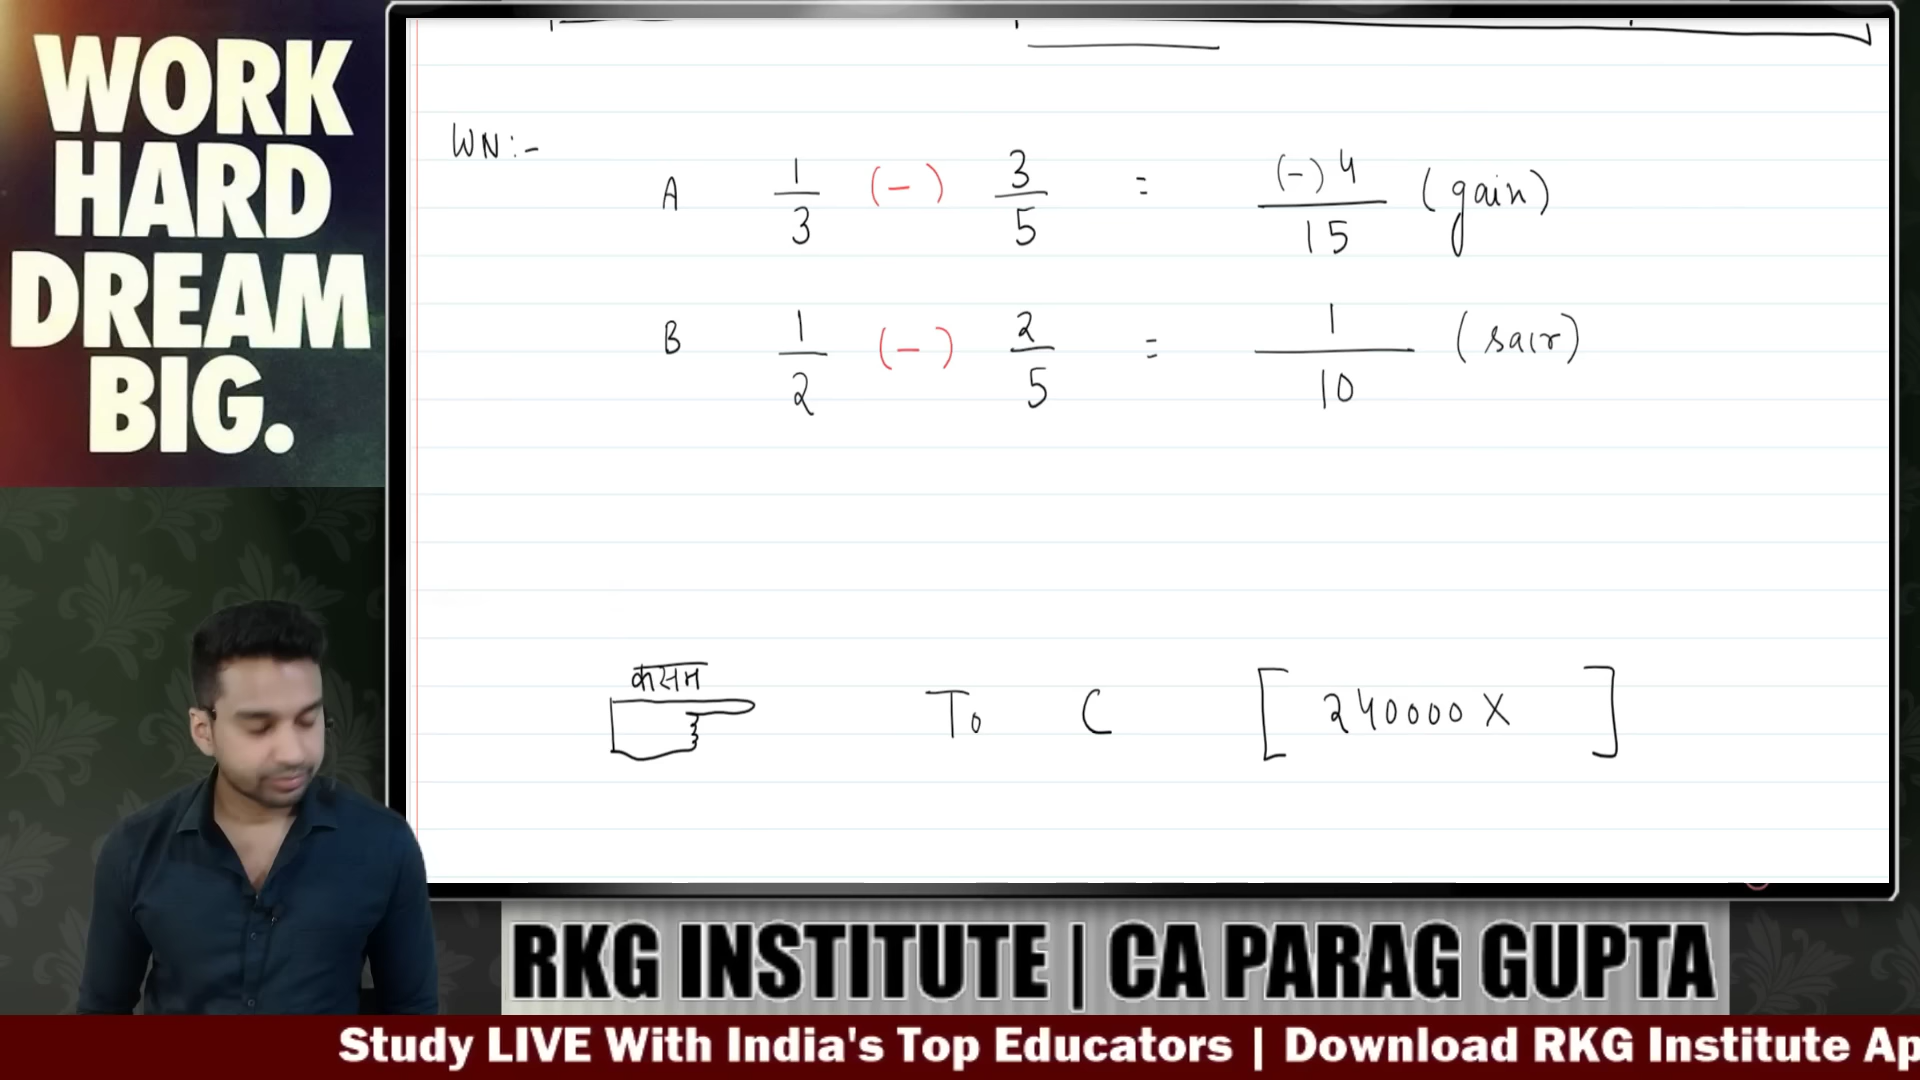 WORK
HARD
DREAM
BIG.
WN:-
A 1/3 (-) 3/5 = (-) 4/15 (gain)
B 1/2 (-) 2/5 = 1/10 (sacr)
कसम
To C [ 240000 X ]
RKG INSTITUTE | CA PARAG GUPTA
Study LIVE With India's Top Educators | Download RKG Institute Ap